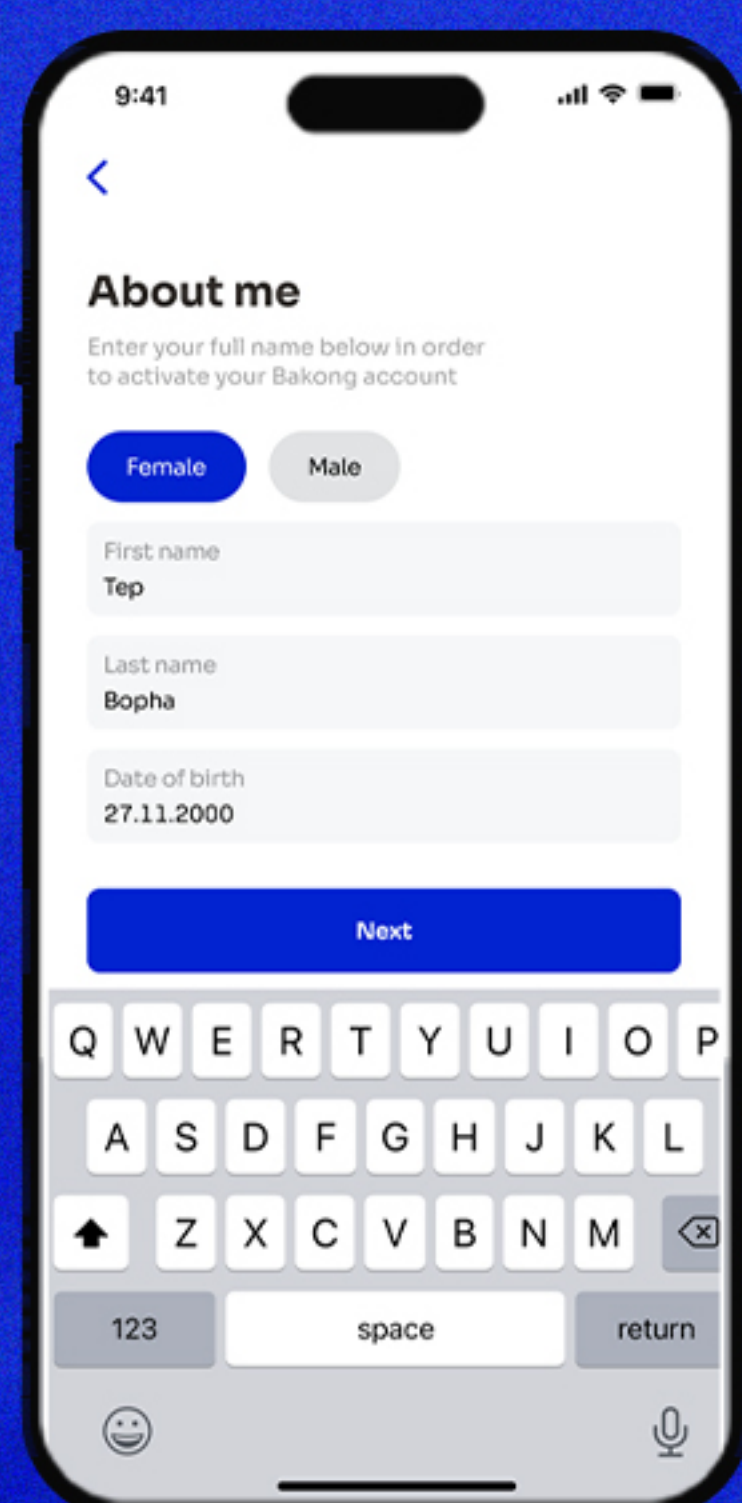 9:41
About me
Enter your full name below in order
to activate your Bakong account
Female Male
First name
Tep
Last name
Bopha
Date of birth
27.11.2000
Next
Q W E R T Y U I O P
A S D F G H J K L
Z X C V B N M
123 space return